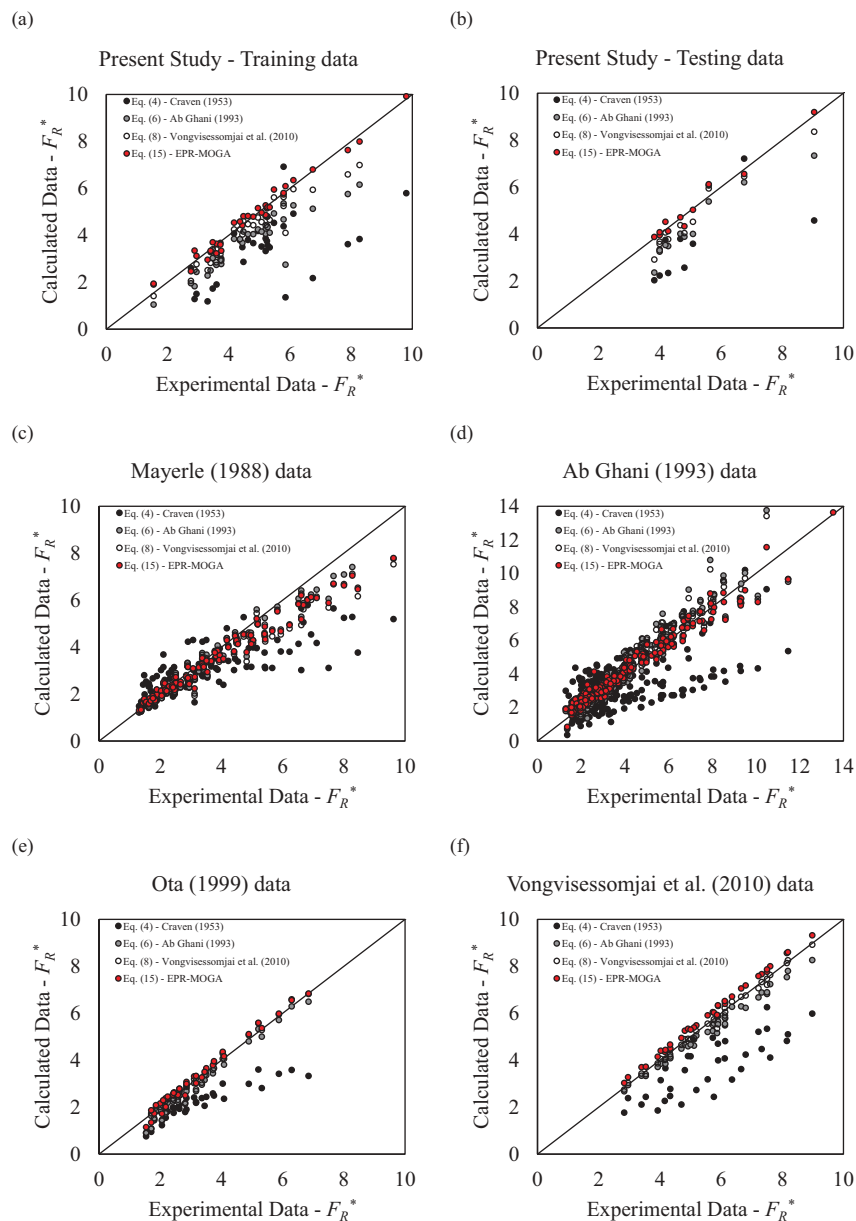 (a)
Present Study - Training data
Eq. (4) - Craven (1953)
Eq. (6) - Ab Ghani (1993)
Eq. (8) - Vongvisessomjai et al. (2010)
Eq. (15) - EPR-MOGA
Calculated Data - F_R^*
10
8
6
4
2
0
0 2 4 6 8 10
Experimental Data - F_R^*
(b)
Present Study - Testing data
Eq. (4) - Craven (1953)
Eq. (6) - Ab Ghani (1993)
Eq. (8) - Vongvisessomjai et al. (2010)
Eq. (15) - EPR-MOGA
Calculated Data - F_R^*
10
8
6
4
2
0
0 2 4 6 8 10
Experimental Data - F_R^*
(c)
Mayerle (1988) data
Eq. (4) - Craven (1953)
Eq. (6) - Ab Ghani (1993)
Eq. (8) - Vongvisessomjai et al. (2010)
Eq. (15) - EPR-MOGA
Calculated Data - F_R^*
10
8
6
4
2
0
0 2 4 6 8 10
Experimental Data - F_R^*
(d)
Ab Ghani (1993) data
Eq. (4) - Craven (1953)
Eq. (6) - Ab Ghani (1993)
Eq. (8) - Vongvisessomjai et al. (2010)
Eq. (15) - EPR-MOGA
Calculated Data - F_R^*
14
12
10
8
6
4
2
0
0 2 4 6 8 10 12 14
Experimental Data - F_R^*
(e)
Ota (1999) data
Eq. (4) - Craven (1953)
Eq. (6) - Ab Ghani (1993)
Eq. (8) - Vongvisessomjai et al. (2010)
Eq. (15) - EPR-MOGA
Calculated Data - F_R^*
10
8
6
4
2
0
0 2 4 6 8 10
Experimental Data - F_R^*
(f)
Vongvisessomjai et al. (2010) data
Eq. (4) - Craven (1953)
Eq. (6) - Ab Ghani (1993)
Eq. (8) - Vongvisessomjai et al. (2010)
Eq. (15) - EPR-MOGA
Calculated Data - F_R^*
10
8
6
4
2
0
0 2 4 6 8 10
Experimental Data - F_R^*